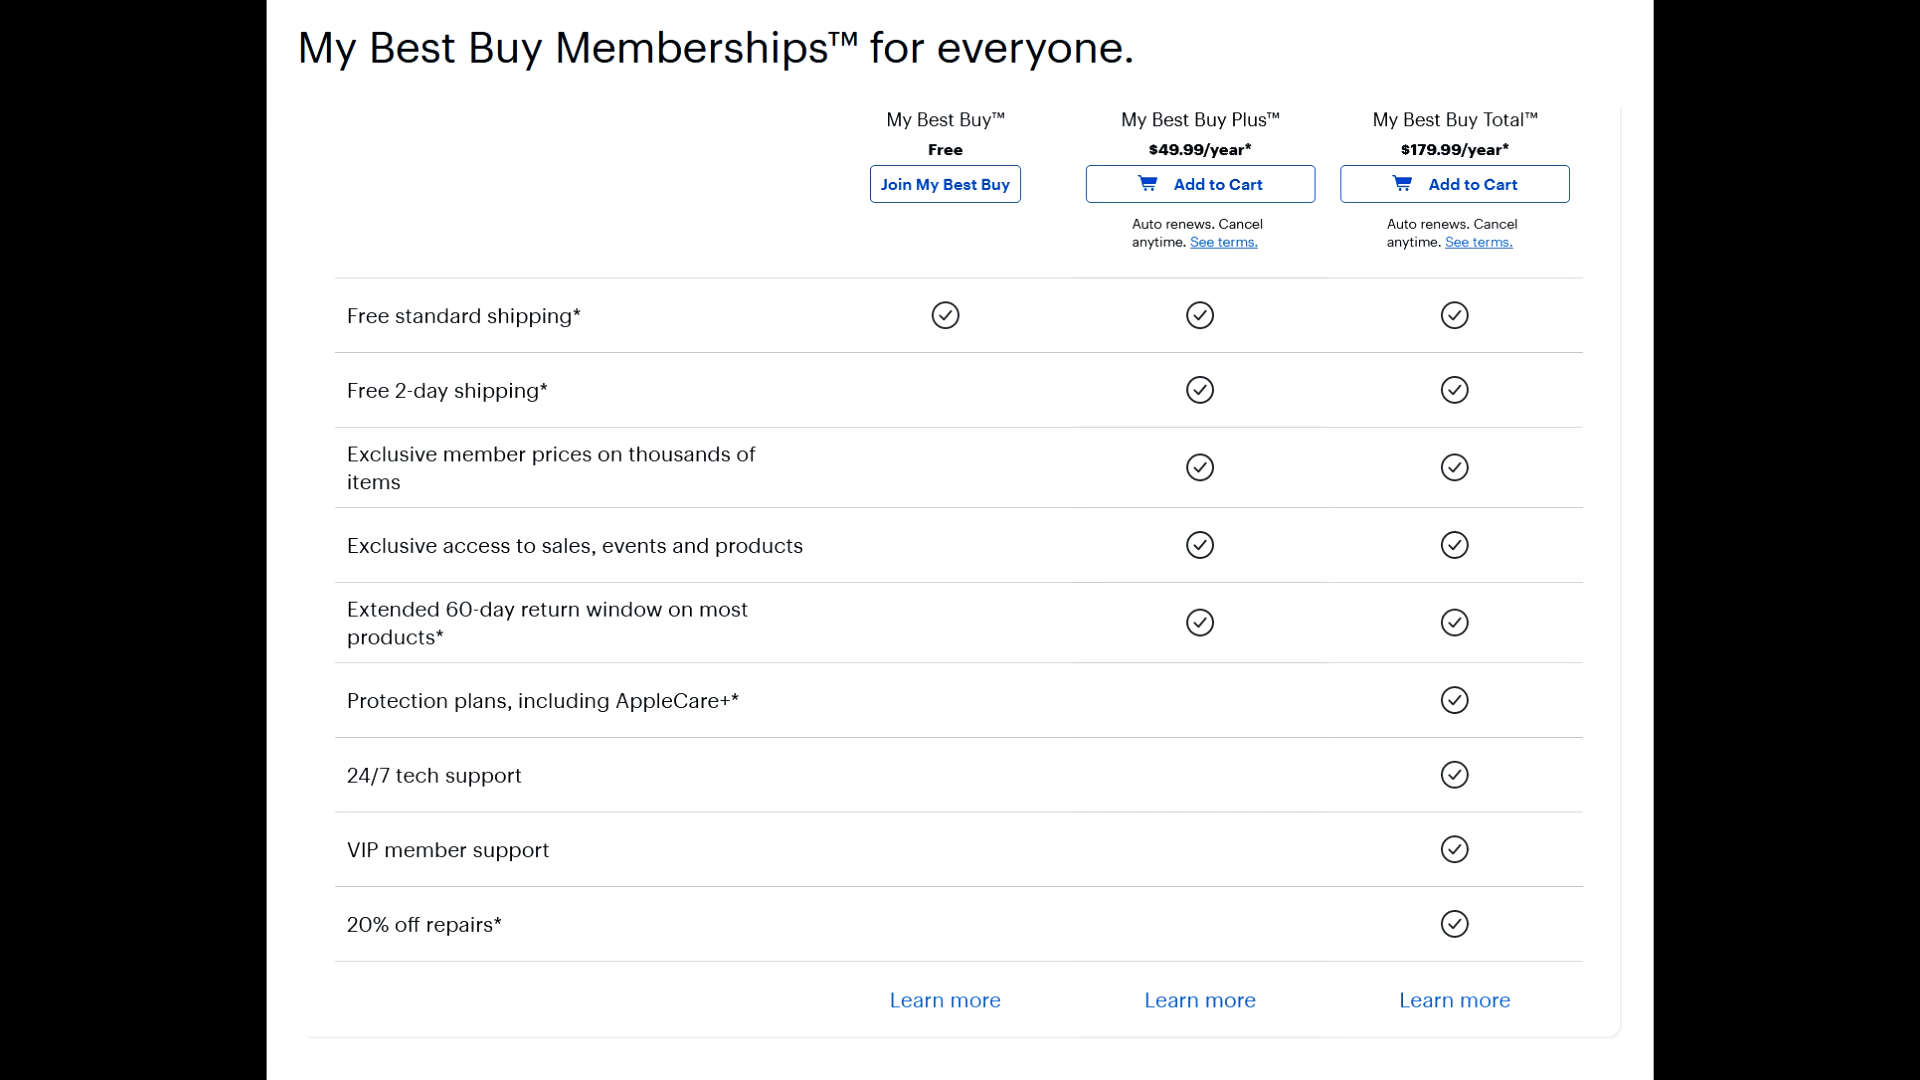 My Best Buy Memberships™ for everyone.
My Best Buy™
Free
Join My Best Buy
My Best Buy Plus™
$49.99/year*
Add to Cart
Auto renews. Cancel
anytime. See terms.
My Best Buy Total™
$179.99/year*
Add to Cart
Auto renews. Cancel
anytime. See terms.
Free standard shipping*
Free 2-day shipping*
Exclusive member prices on thousands of
items
Exclusive access to sales, events and products
Extended 60-day return window on most
products*
Protection plans, including AppleCare+*
24/7 tech support
VIP member support
20% off repairs*
Learn more
Learn more
Learn more